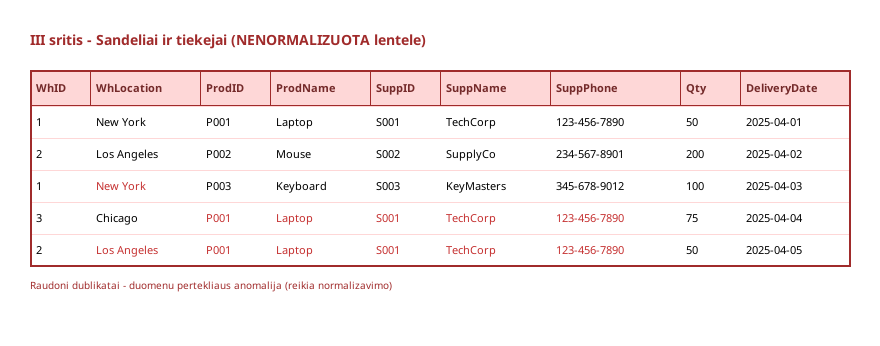 III sritis - Sandeliai ir tiekejai (NENORMALIZUOTA lentele)
WhID WhLocation ProdID ProdName SuppID SuppName SuppPhone Qty DeliveryDate
1 New York P001 Laptop S001 TechCorp 123-456-7890 50 2025-04-01
2 Los Angeles P002 Mouse S002 SupplyCo 234-567-8901 200 2025-04-02
1 New York P003 Keyboard S003 KeyMasters 345-678-9012 100 2025-04-03
3 Chicago P001 Laptop S001 TechCorp 123-456-7890 75 2025-04-04
2 Los Angeles P001 Laptop S001 TechCorp 123-456-7890 50 2025-04-05
Raudoni dublikatai - duomenu pertekliaus anomalija (reikia normalizavimo)